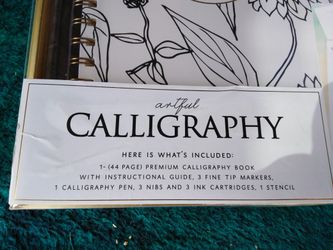 artful
CALLIGRAPHY
HERE IS WHAT'S INCLUDED:
1- (44 PAGE) PREMIUM CALLIGRAPHY BOOK
WITH INSTRUCTIONAL GUIDE, 3 FINE TIP MARKERS,
1 CALLIGRAPHY PEN, 3 NIBS AND 3 INK CARTRIDGES, 1 STENCIL